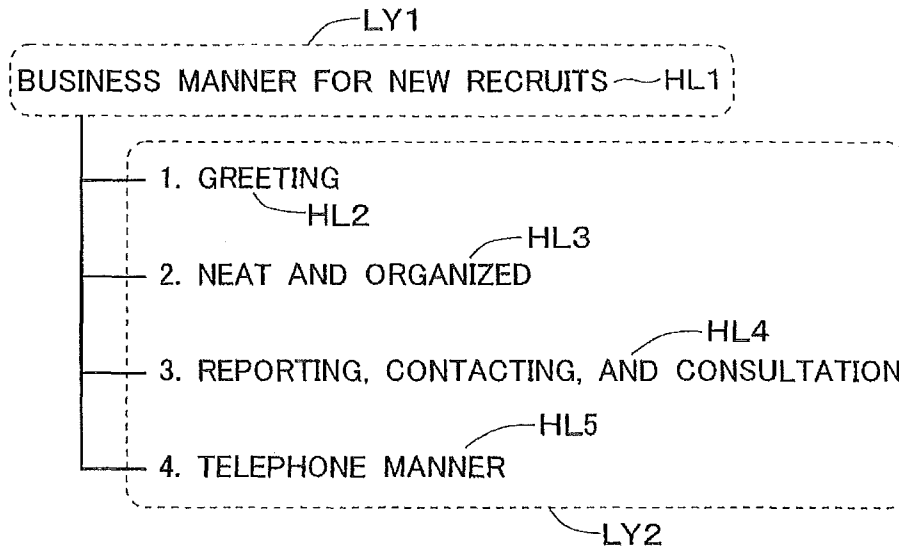 LY1
BUSINESS MANNER FOR NEW RECRUITS HL1
1. GREETING
HL2
HL3
2. NEAT AND ORGANIZED
HL4
3. REPORTING, CONTACTING, AND CONSULTATION
HL5
4. TELEPHONE MANNER
LY2